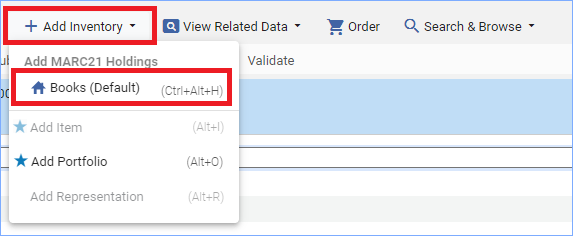 Add Inventory View Related Data Order Search & Browse
Add MARC21 Holdings Validate
Books (Default) (Ctrl+Alt+H)
Add Item (Alt+I)
Add Portfolio (Alt+O)
Add Representation (Alt+R)